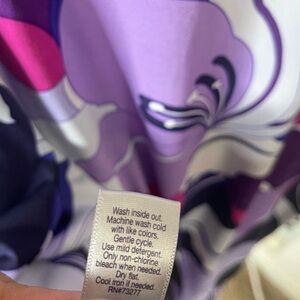 Wash inside out.
Machine wash cold
with like colors.
Gentle cycle.
Use mild detergent.
Only non-chlorine
bleach when needed.
Dry flat.
Cool iron if needed.
RN#73277